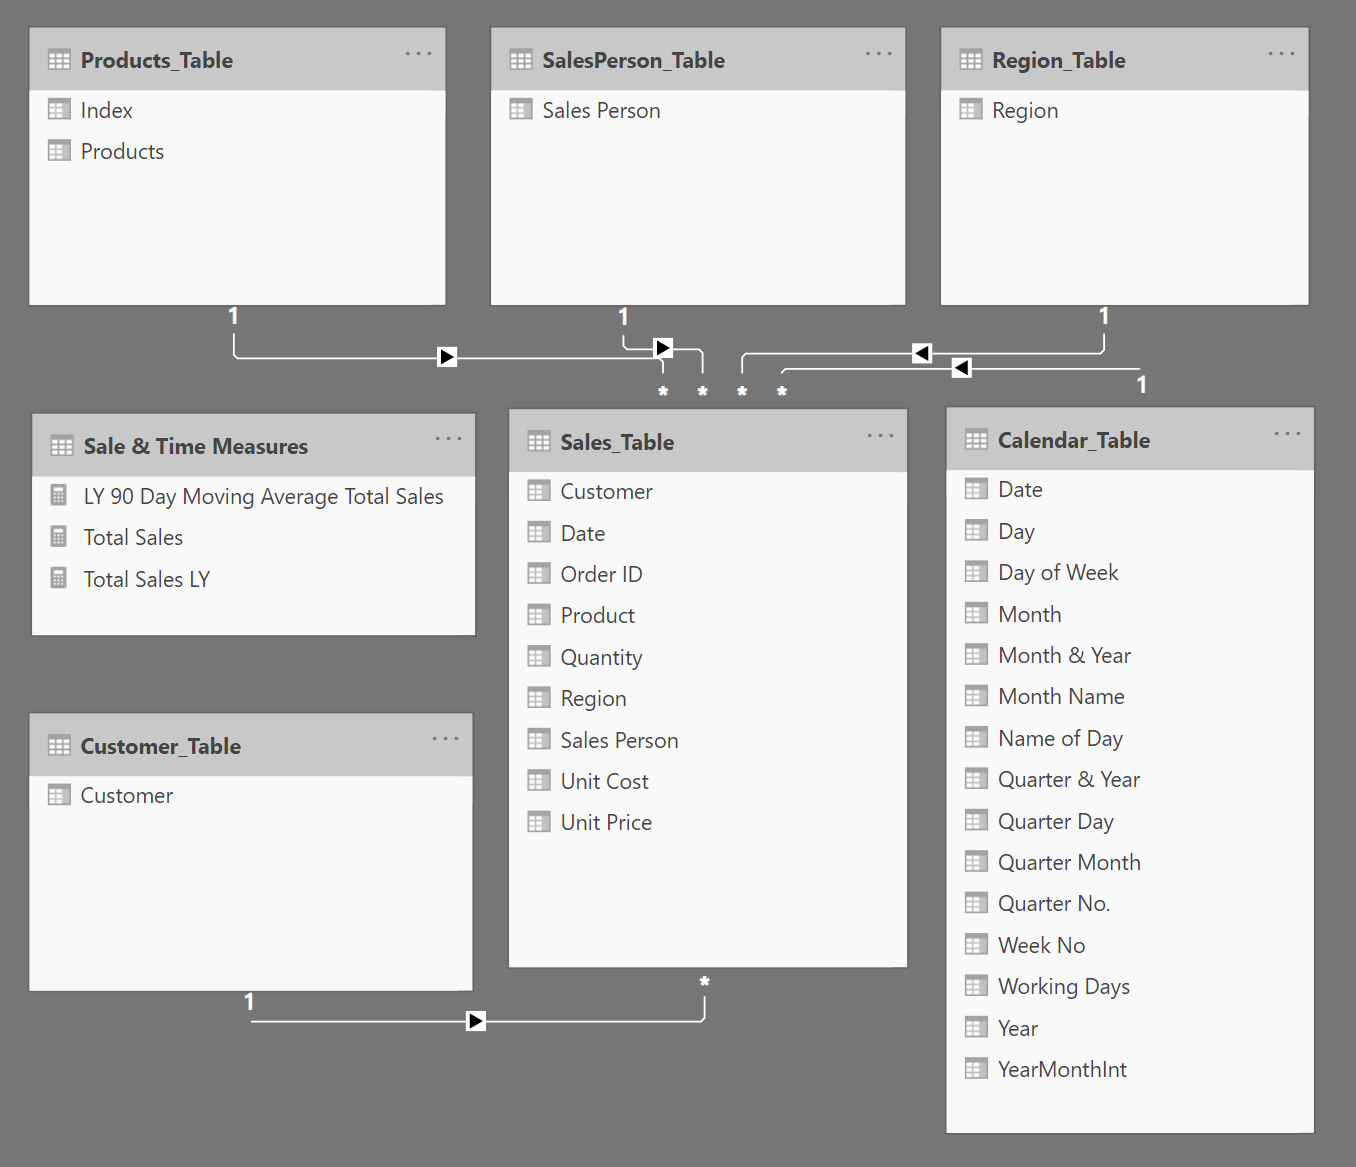 Products_Table
Index
Products
SalesPerson_Table
Sales Person
Region_Table
Region
1
1
1
1
* * * *
Sale & Time Measures
LY 90 Day Moving Average Total Sales
Total Sales
Total Sales LY
Customer_Table
Customer
1
Sales_Table
Customer
Date
Order ID
Product
Quantity
Region
Sales Person
Unit Cost
Unit Price
*
Calendar_Table
Date
Day
Day of Week
Month
Month & Year
Month Name
Name of Day
Quarter & Year
Quarter Day
Quarter Month
Quarter No.
Week No
Working Days
Year
YearMonthInt